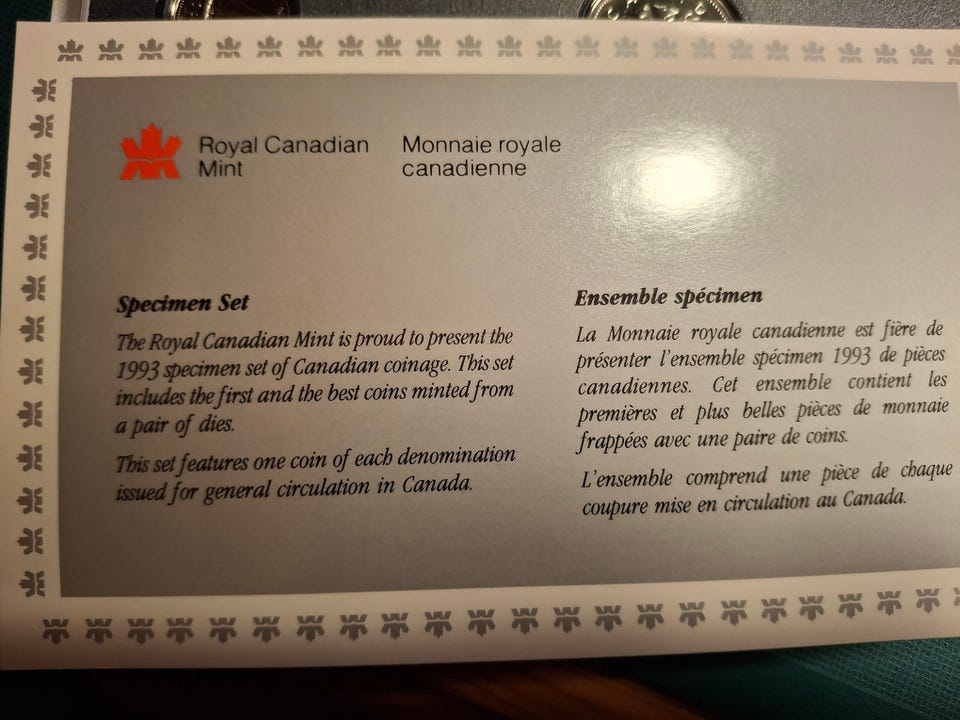 Royal Canadian
Mint
Monnaie royale
canadienne
Specimen Set
The Royal Canadian Mint is proud to present the
1993 specimen set of Canadian coinage. This set
includes the first and the best coins minted from
a pair of dies.
This set features one coin of each denomination
issued for general circulation in Canada.
Ensemble spécimen
La Monnaie royale canadienne est fière de
présenter l'ensemble spécimen 1993 de pièces
canadiennes. Cet ensemble contient les
premières et plus belles pièces de monnaie
frappées avec une paire de coins.
L'ensemble comprend une pièce de chaque
coupure mise en circulation au Canada.